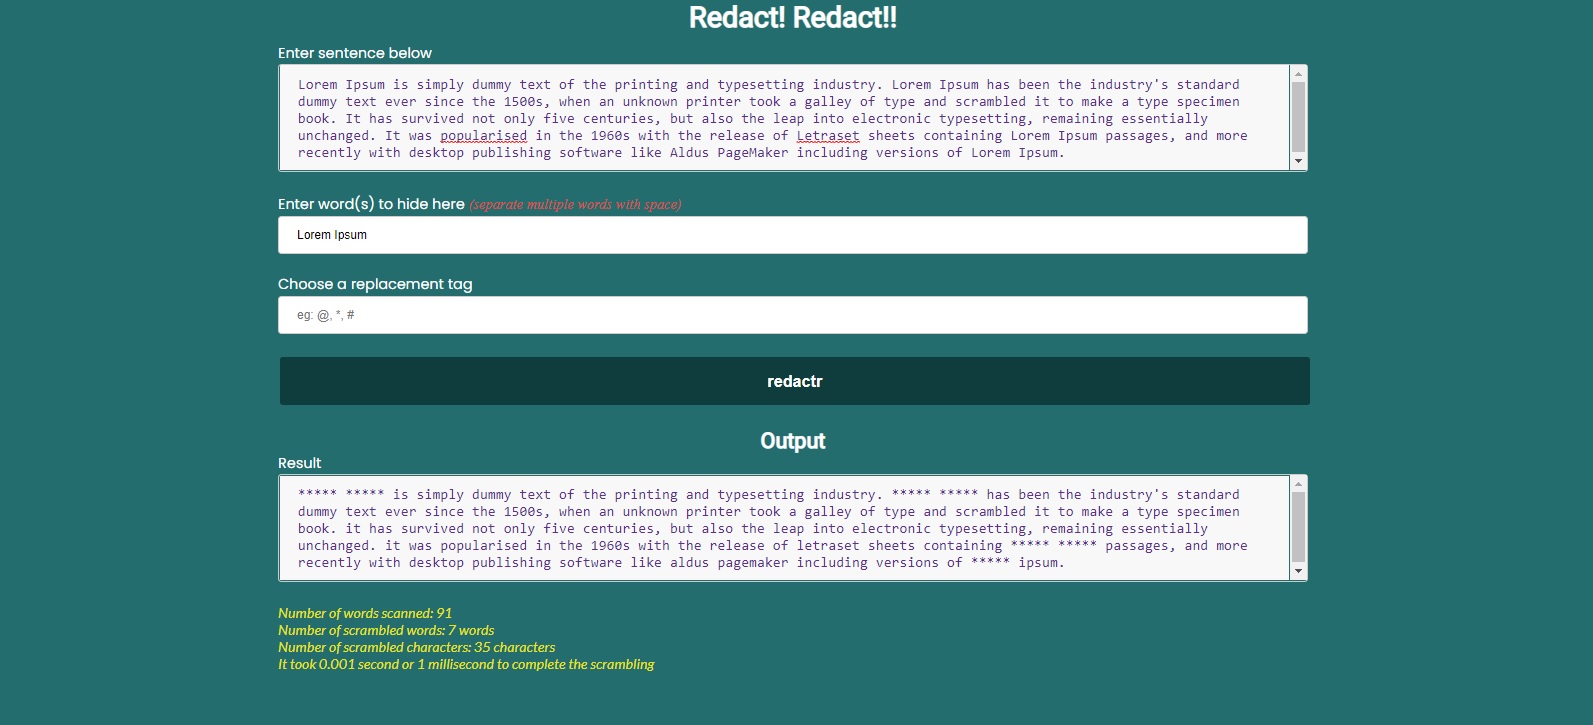 Redact! Redact!!
Enter sentence below
Lorem Ipsum is simply dummy text of the printing and typesetting industry. Lorem Ipsum has been the industry's standard
dummy text ever since the 1500s, when an unknown printer took a galley of type and scrambled it to make a type specimen
book. It has survived not only five centuries, but also the leap into electronic typesetting, remaining essentially
unchanged. It was popularised in the 1960s with the release of Letraset sheets containing Lorem Ipsum passages, and more
recently with desktop publishing software like Aldus PageMaker including versions of Lorem Ipsum.
Enter word(s) to hide here (separate multiple words with space)
Lorem Ipsum
Choose a replacement tag
eg: @, *, #
redactr
Output
Result
***** ***** is simply dummy text of the printing and typesetting industry. ***** ***** has been the industry's standard
dummy text ever since the 1500s, when an unknown printer took a galley of type and scrambled it to make a type specimen
book. it has survived not only five centuries, but also the leap into electronic typesetting, remaining essentially
unchanged. it was popularised in the 1960s with the release of letraset sheets containing ***** ***** passages, and more
recently with desktop publishing software like aldus pagemaker including versions of ***** ipsum.
Number of words scanned: 91
Number of scrambled words: 7 words
Number of scrambled characters: 35 characters
It took 0.001 second or 1 millisecond to complete the scrambling